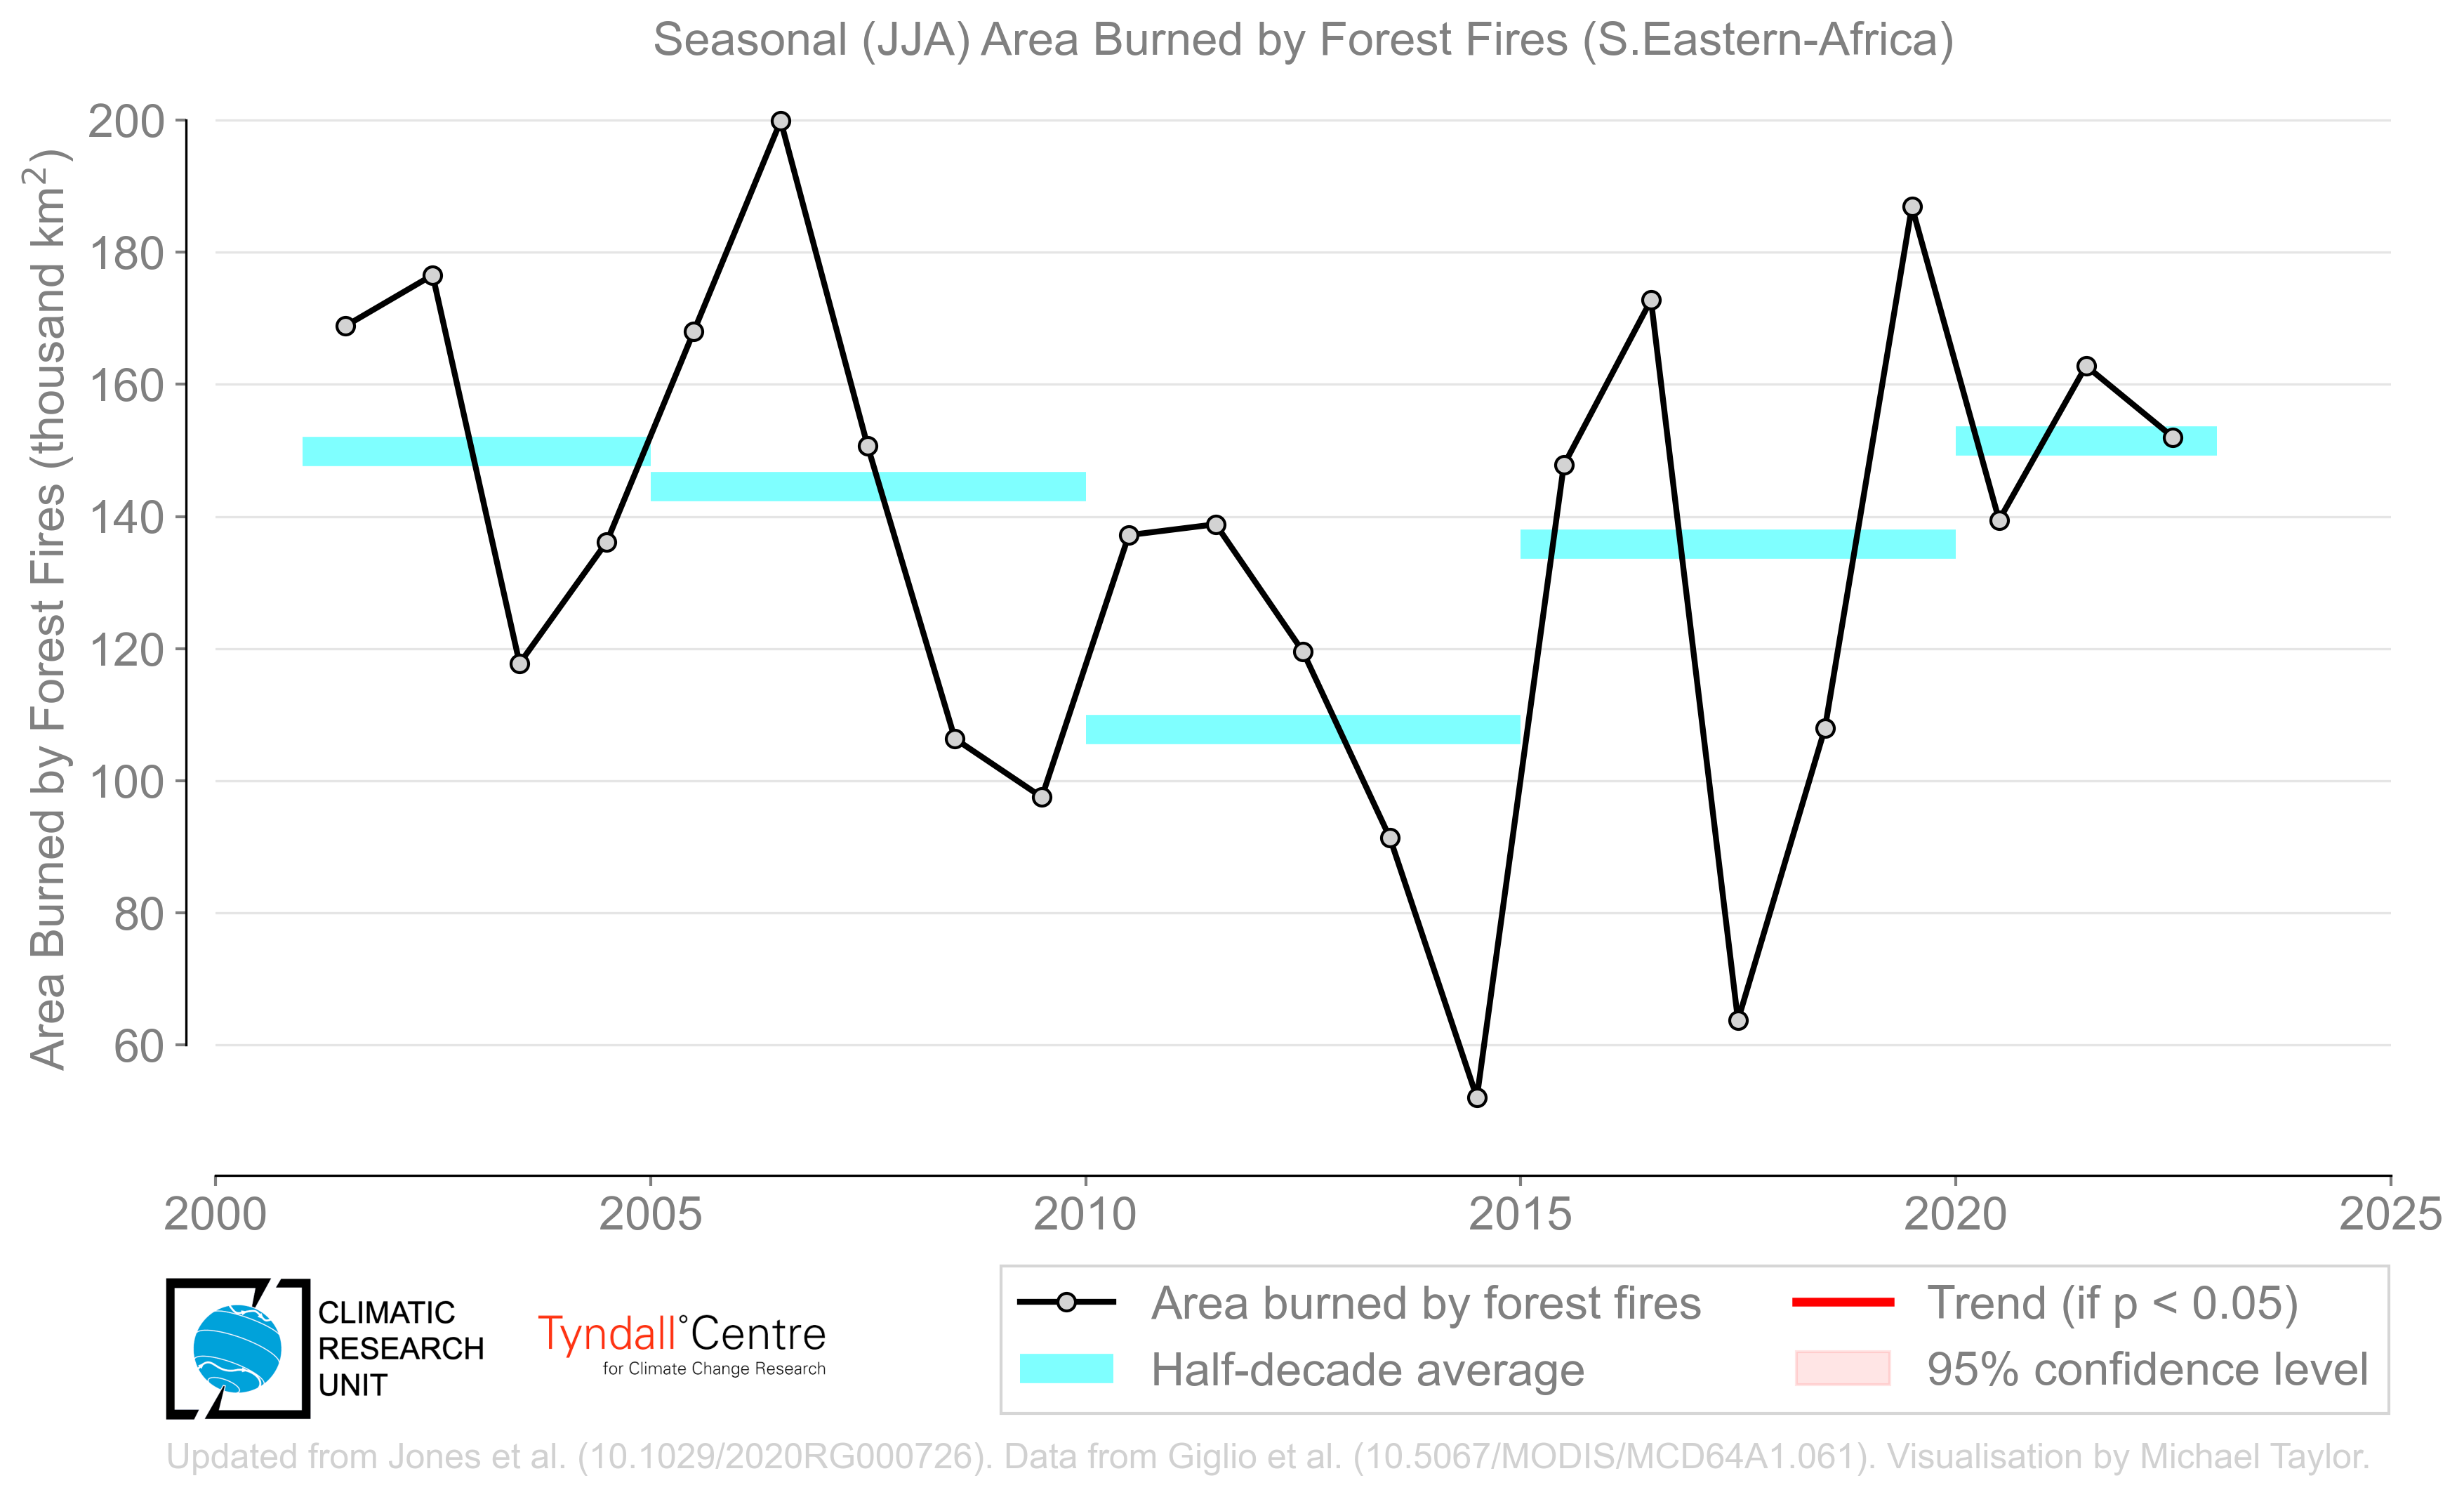 Seasonal (JJA) Area Burned by Forest Fires (S.Eastern-Africa)
Area Burned by Forest Fires (thousand km²)
200
180
160
140
120
100
80
60
2000 2005 2010 2015 2020 2025
CLIMATIC
RESEARCH
UNIT
Tyndall°Centre
for Climate Change Research
Area burned by forest fires
Half-decade average
Trend (if p < 0.05)
95% confidence level
Updated from Jones et al. (10.1029/2020RG000726). Data from Giglio et al. (10.5067/MODIS/MCD64A1.061). Visualisation by Michael Taylor.